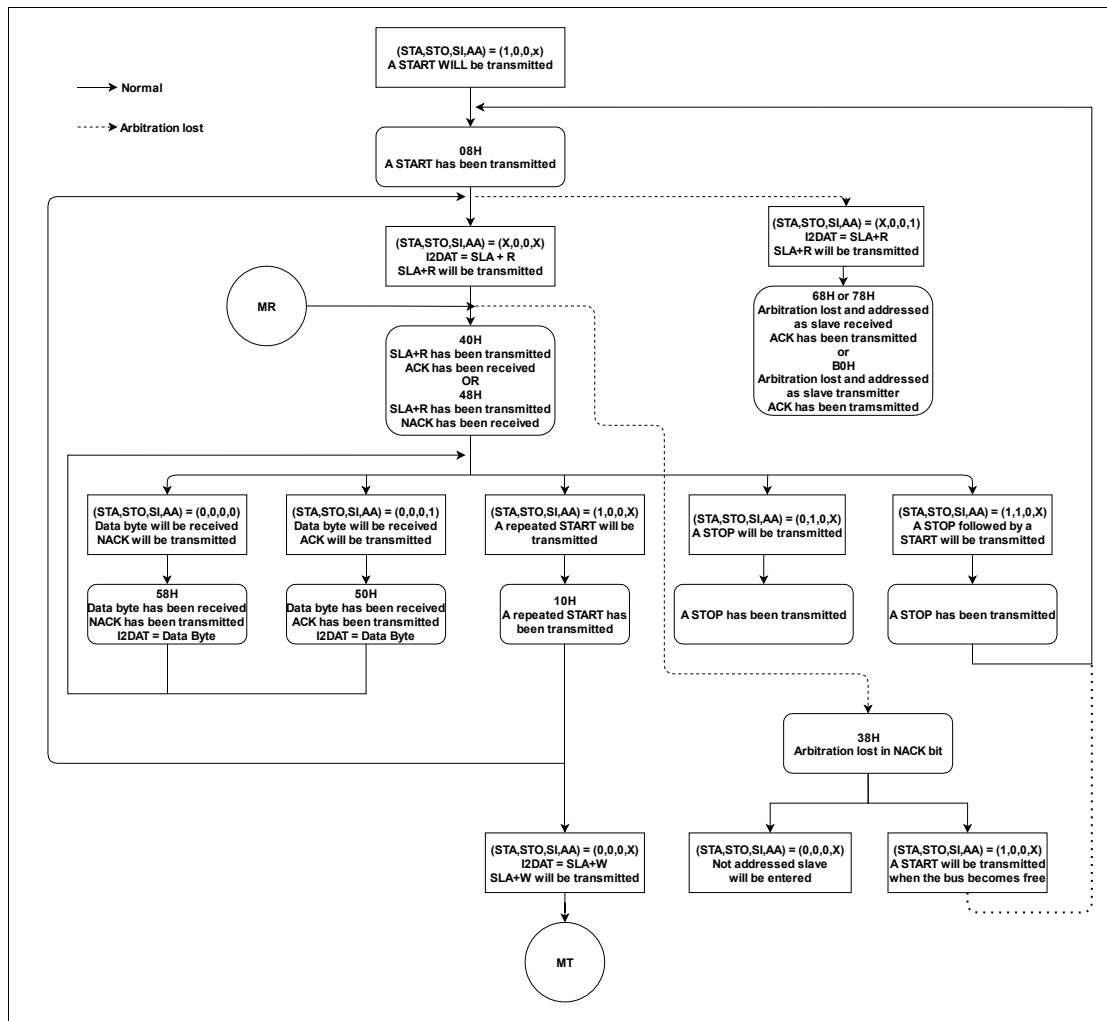 (STA,STO,SI,AA) = (1,0,0,x)
A START WILL be transmitted
Normal
Arbitration lost
08H
A START has been transmitted
(STA,STO,SI,AA) = (X,0,0,X)
I2DAT = SLA + R
SLA+R will be transmitted
(STA,STO,SI,AA) = (X,0,0,1)
I2DAT = SLA+R
SLA+R will be transmitted
MR
40H
SLA+R has been transmitted
ACK has been received
OR
48H
SLA+R has been transmitted
NACK has been received
68H or 78H
Arbitration lost and addressed
as slave received
ACK has been transmitted
or
B0H
Arbitration lost and addressed
as slave transmitter
ACK has been tramsmitted
(STA,STO,SI,AA) = (0,0,0,0)
Data byte will be received
NACK will be transmitted
(STA,STO,SI,AA) = (0,0,0,1)
Data byte will be received
ACK will be transmitted
(STA,STO,SI,AA) = (1,0,0,X)
A repeated START will be
transmitted
(STA,STO,SI,AA) = (0,1,0,X)
A STOP will be transmitted
(STA,STO,SI,AA) = (1,1,0,X)
A STOP followed by a
START will be transmitted
58H
Data byte has been received
NACK has been transmitted
I2DAT = Data Byte
50H
Data byte has been received
ACK has been transmitted
I2DAT = Data Byte
10H
A repeated START has
been transmitted
A STOP has been transmitted
A STOP has been transmitted
38H
Arbitration lost in NACK bit
(STA,STO,SI,AA) = (0,0,0,X)
I2DAT = SLA+W
SLA+W will be transmitted
(STA,STO,SI,AA) = (0,0,0,X)
Not addressed slave
will be entered
(STA,STO,SI,AA) = (1,0,0,X)
A START will be transmitted
when the bus becomes free
MT